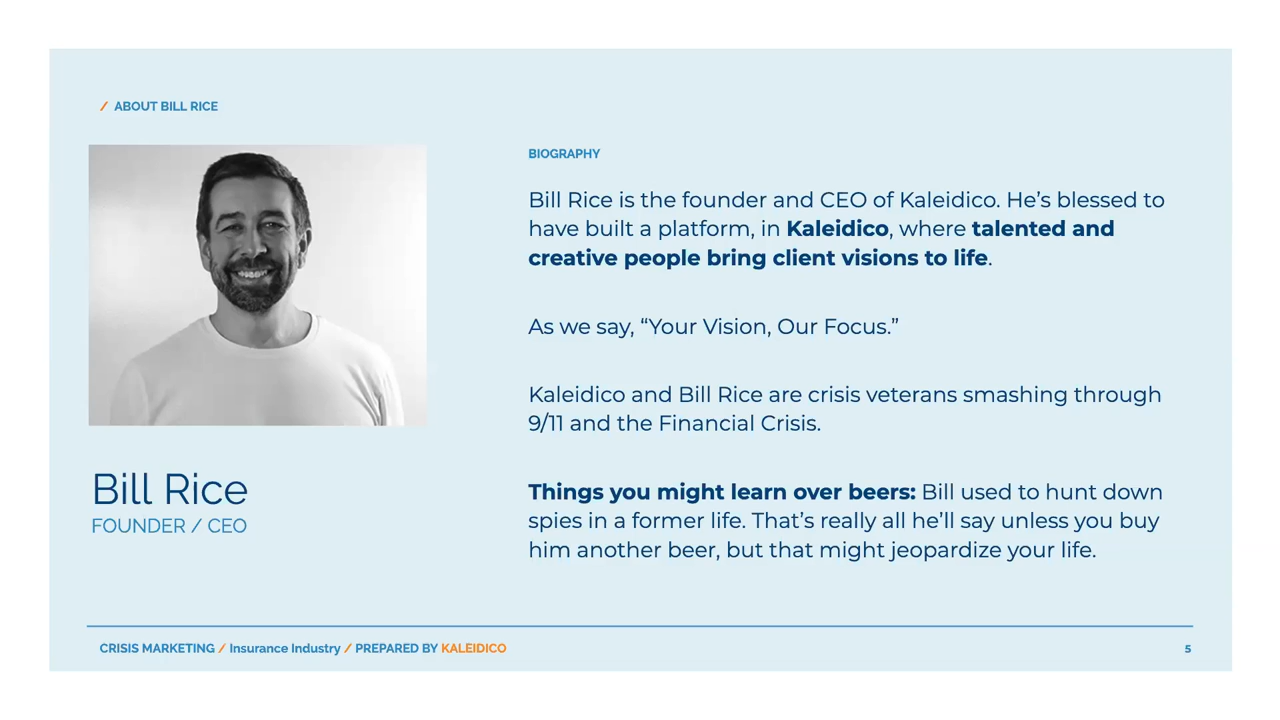 / ABOUT BILL RICE
Bill Rice
FOUNDER / CEO
BIOGRAPHY
Bill Rice is the founder and CEO of Kaleidico. He’s blessed to
have built a platform, in Kaleidico, where talented and
creative people bring client visions to life.
As we say, “Your Vision, Our Focus.”
Kaleidico and Bill Rice are crisis veterans smashing through
9/11 and the Financial Crisis.
Things you might learn over beers: Bill used to hunt down
spies in a former life. That’s really all he’ll say unless you buy
him another beer, but that might jeopardize your life.
CRISIS MARKETING / Insurance Industry / PREPARED BY KALEIDICO
5